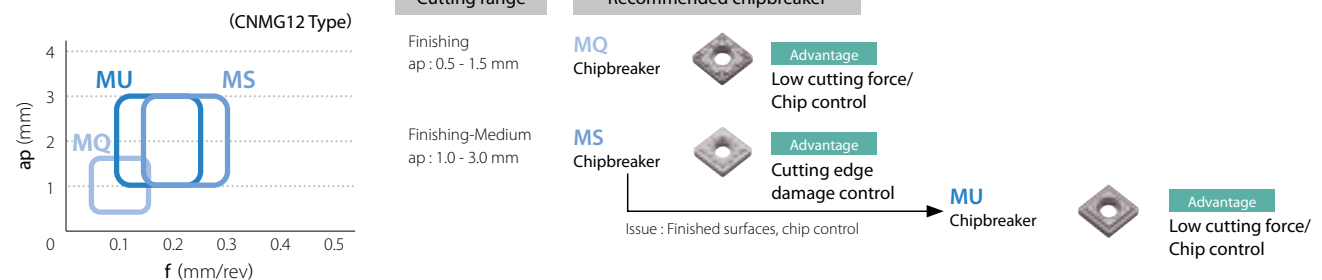 (CNMG12 Type)
4
3
2
1
0
0.1
0.2
0.3
0.4
0.5
ap (mm)
f (mm/rev)
MU
MS
MQ
Cutting range
Recommended chipbreaker
Finishing
ap : 0.5 - 1.5 mm
MQ
Chipbreaker
Advantage
Low cutting force/
Chip control
Finishing-Medium
ap : 1.0 - 3.0 mm
MS
Chipbreaker
Advantage
Cutting edge
damage control
Issue : Finished surfaces, chip control
MU
Chipbreaker
Advantage
Low cutting force/
Chip control